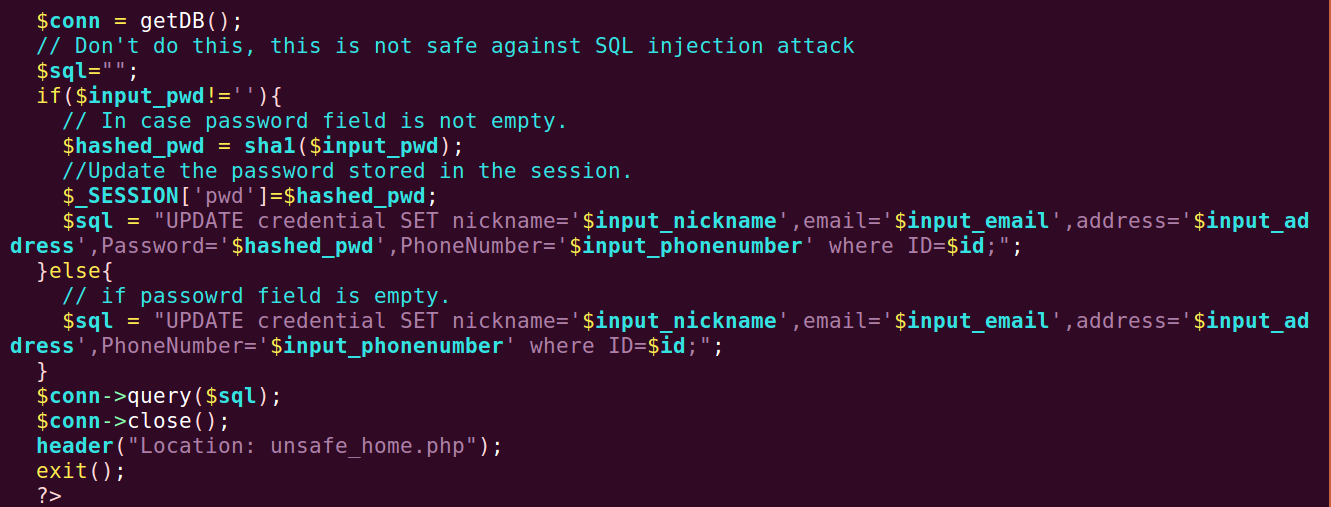 $conn = getDB();
// Don't do this, this is not safe against SQL injection attack
$sql="";
if($input_pwd!=''){
// In case password field is not empty.
$hashed_pwd = sha1($input_pwd);
//Update the password stored in the session.
$_SESSION['pwd']=$hashed_pwd;
$sql = "UPDATE credential SET nickname='$input_nickname',email='$input_email',address='$input_ad
dress',Password='$hashed_pwd',PhoneNumber='$input_phonenumber' where ID=$id;";
}else{
// if passowrd field is empty.
$sql = "UPDATE credential SET nickname='$input_nickname',email='$input_email',address='$input_ad
dress',PhoneNumber='$input_phonenumber' where ID=$id;";
}
$conn->query($sql);
$conn->close();
header("Location: unsafe_home.php");
exit();
?>